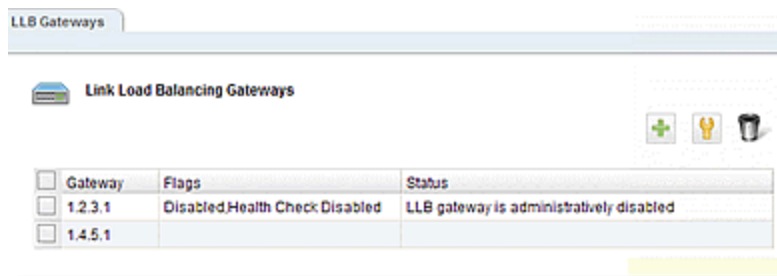 LLB Gateways
Link Load Balancing Gateways
Gateway Flags Status
1.2.3.1 Disabled,Health Check Disabled LLB gateway is administratively disabled
1.4.5.1